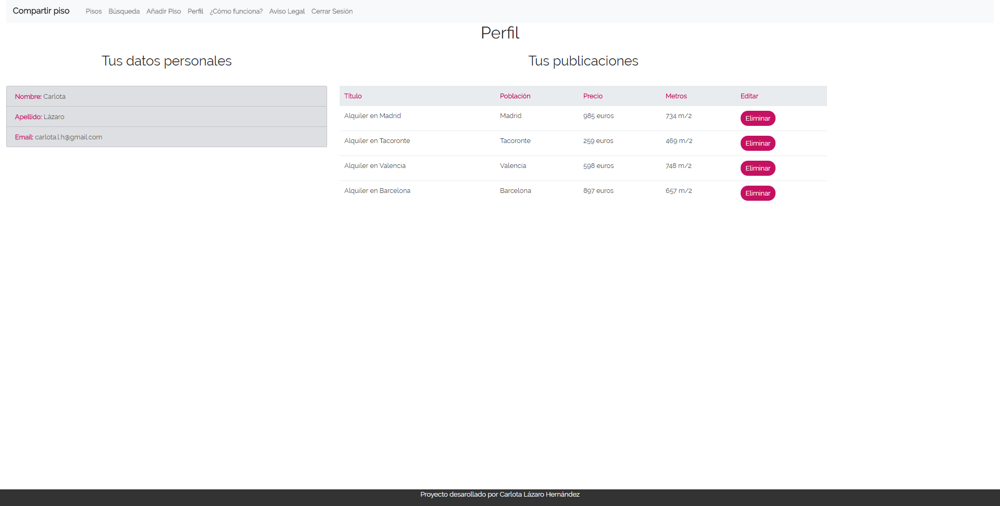 Compartir piso Pisos Búsqueda Añadir Piso Perfil ¿Cómo funciona? Aviso Legal Cerrar Sesión
Perfil
Tus datos personales
Nombre: Carlota
Apellido: Lázaro
Email: carlota.l.h@gmail.com
Tus publicaciones
Título Población Precio Metros Editar
Alquiler en Madrid Madrid 985 euros 734 m/2 Eliminar
Alquiler en Tacoronte Tacoronte 259 euros 469 m/2 Eliminar
Alquiler en Valencia Valencia 598 euros 748 m/2 Eliminar
Alquiler en Barcelona Barcelona 897 euros 657 m/2 Eliminar
Proyecto desarollado por Carlota Lázaro Hernández